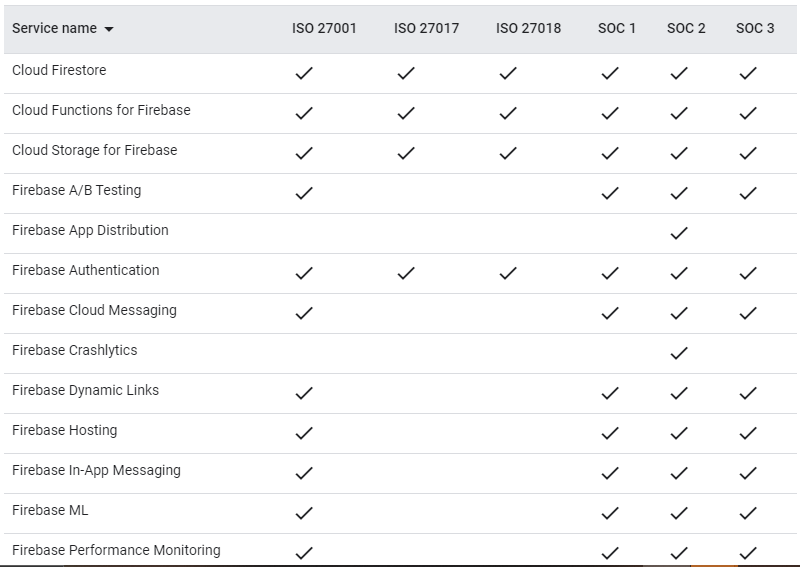 Service name ISO 27001 ISO 27017 ISO 27018 SOC 1 SOC 2 SOC 3
Cloud Firestore
Cloud Functions for Firebase
Cloud Storage for Firebase
Firebase A/B Testing
Firebase App Distribution
Firebase Authentication
Firebase Cloud Messaging
Firebase Crashlytics
Firebase Dynamic Links
Firebase Hosting
Firebase In-App Messaging
Firebase ML
Firebase Performance Monitoring